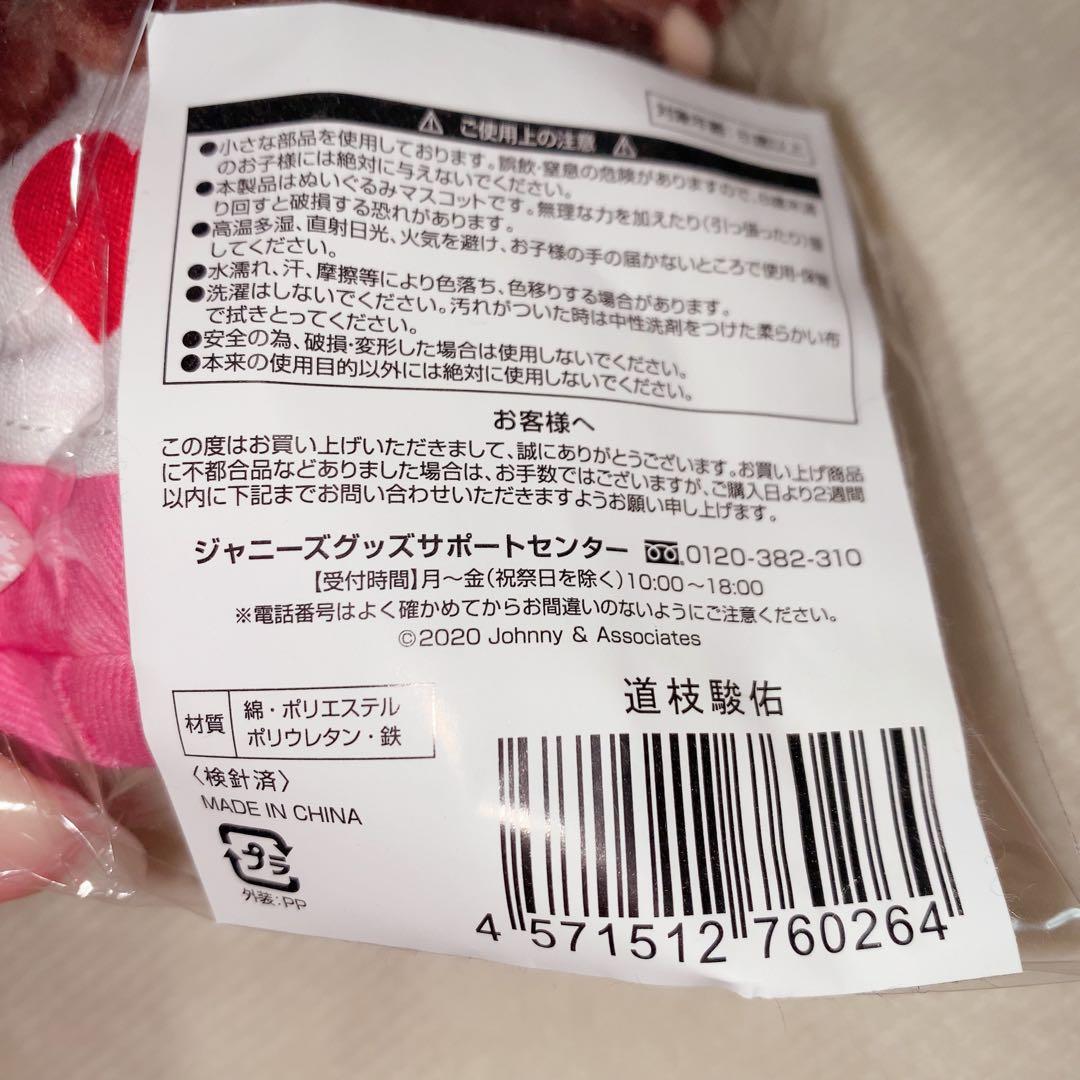 対象年齢 8歳以上
ご使用上の注意
●小さな部品を使用しております。誤飲・窒息の危険がありますので、8歳未満
のお子様には絶対に与えないでください。
●本製品はぬいぐるみマスコットです。無理な力を加えたり(引っ張ったり)振
り回すと破損する恐れがあります。
●高温多湿、直射日光、火気を避け、お子様の手の届かないところで使用・保管
してください。
●水濡れ、汗、摩擦等により色落ち、色移りする場合があります。
●洗濯はしないでください。汚れがついた時は中性洗剤をつけた柔らかい布
で拭きとってください。
●安全の為、破損・変形した場合は使用しないでください。
●本来の使用目的以外には絶対に使用しないでください。
お客様へ
この度はお買い上げいただきまして、誠にありがとうございます。お買い上げ商品
に不都合品などありました場合は、お手数ではございますが、ご購入日より2週間
以内に下記までお問い合わせいただきますようお願い申し上げます。
ジャニーズグッズサポートセンター 0120-382-310
【受付時間】月〜金(祝祭日を除く)10:00〜18:00
※電話番号はよく確かめてからお間違いのないようにご注意ください。
©2020 Johnny & Associates
道枝駿佑
材質 綿・ポリエステル
ポリウレタン・鉄
〈検針済〉
MADE IN CHINA
プラ
外装:PP
4 571512 760264